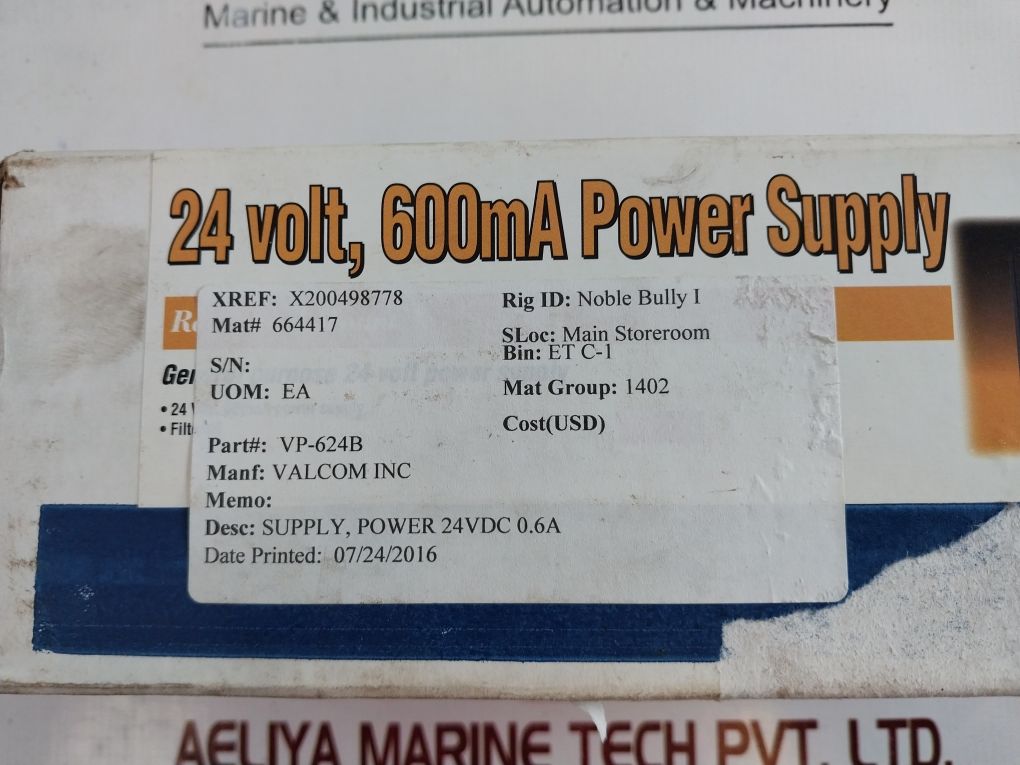 Marine & Industrial Automation & Machinery
24 volt, 600mA Power Supply
XREF: X200498778
Rig ID: Noble Bully I
Mat# 664417
SLoc: Main Storeroom
Bin: ET C-1
S/N:
UOM: EA
Mat Group: 1402
Cost(USD)
• 24
• Filt
Part#: VP-624B
Manf: VALCOM INC
Memo:
Desc: SUPPLY, POWER 24VDC 0.6A
Date Printed: 07/24/2016
AELIYA MARINE TECH PVT. LTD.